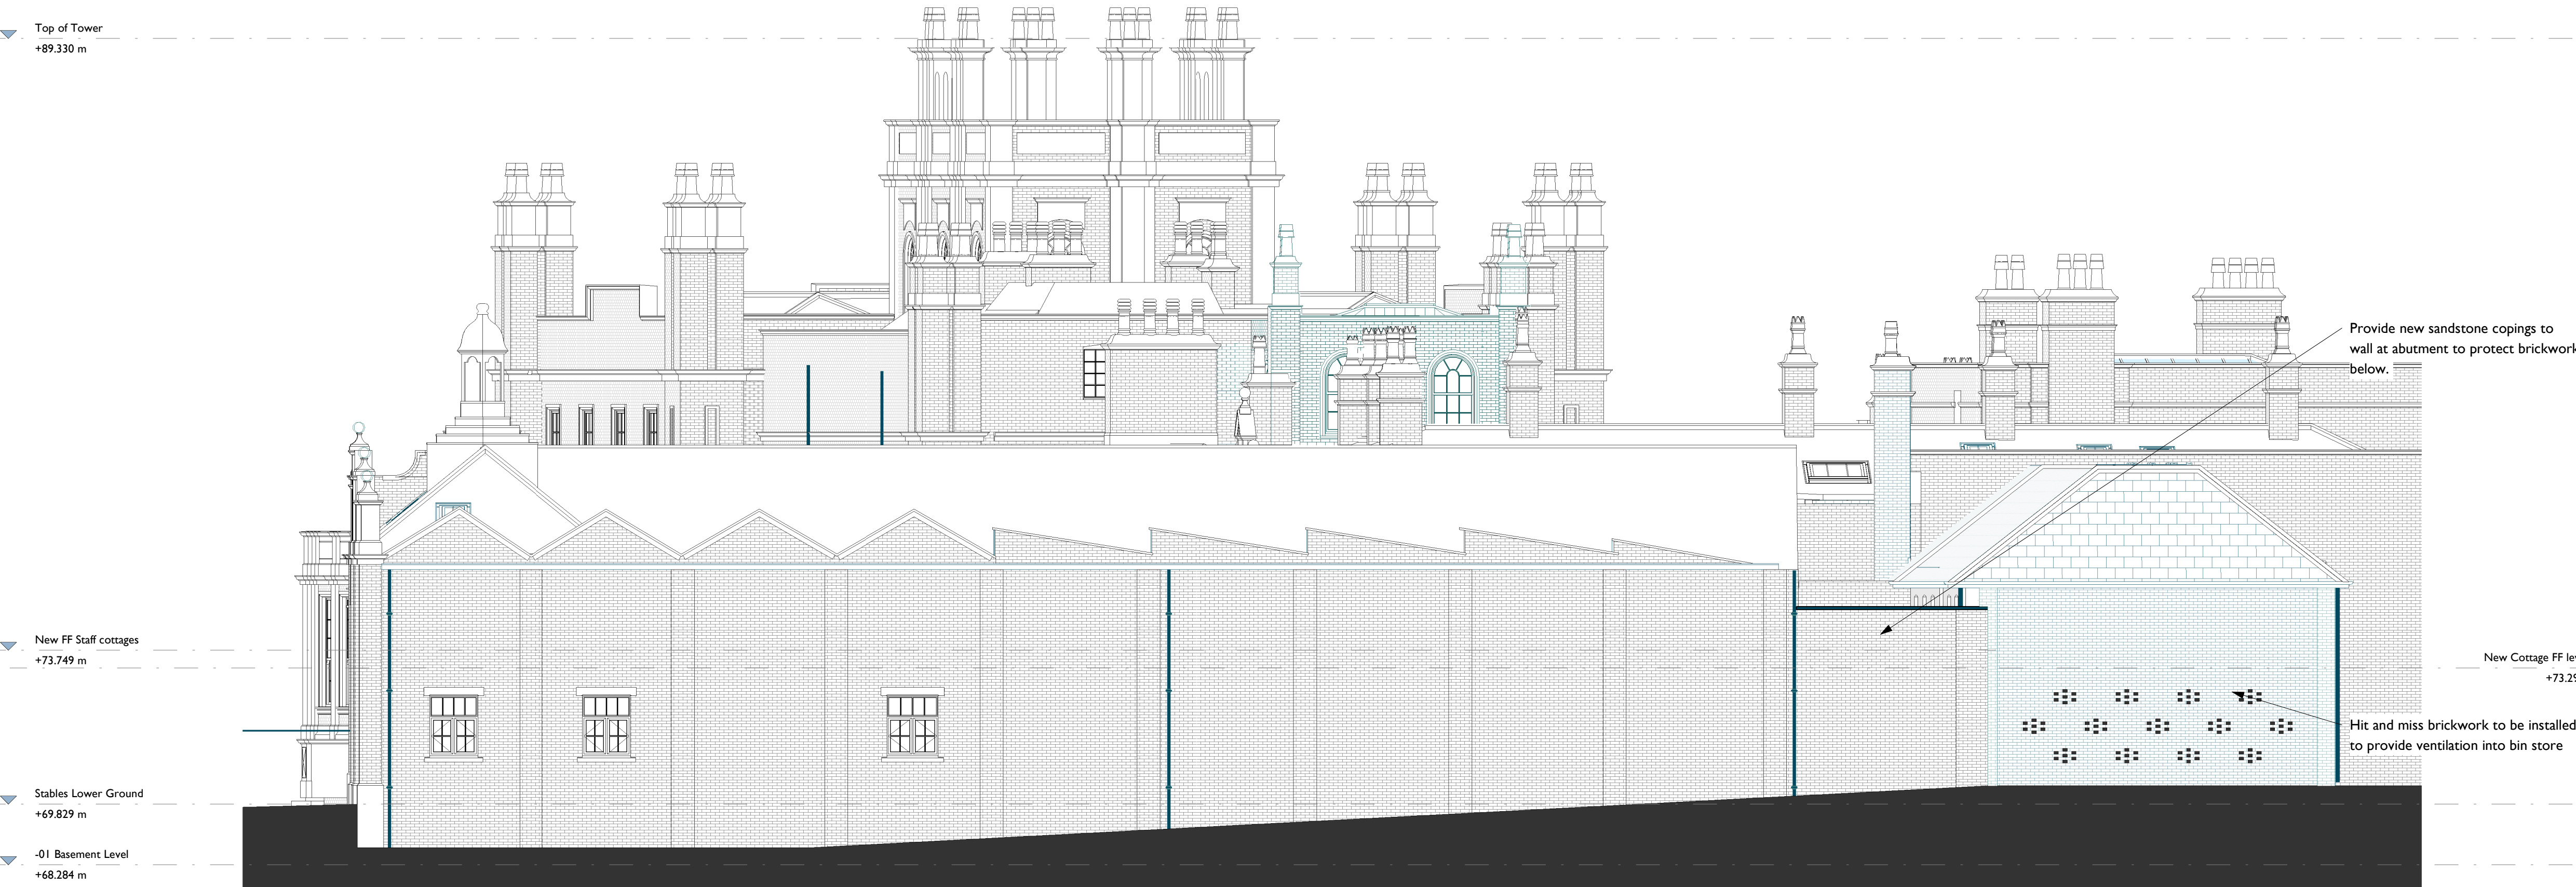 Top of Tower
+89.330 m
Provide new sandstone copings to
wall at abutment to protect brickwork
below.
New FF Staff cottages
+73.749 m
New Cottage FF
+73.29
Hit and miss brickwork to be installed
to provide ventilation into bin store
Stables Lower Ground
+69.829 m
-01 Basement Level
+68.284 m